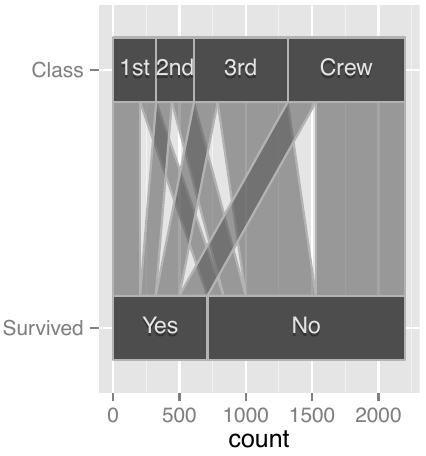 Class
1st 2nd 3rd Crew
Survived
Yes No
0 500 1000 1500 2000
count